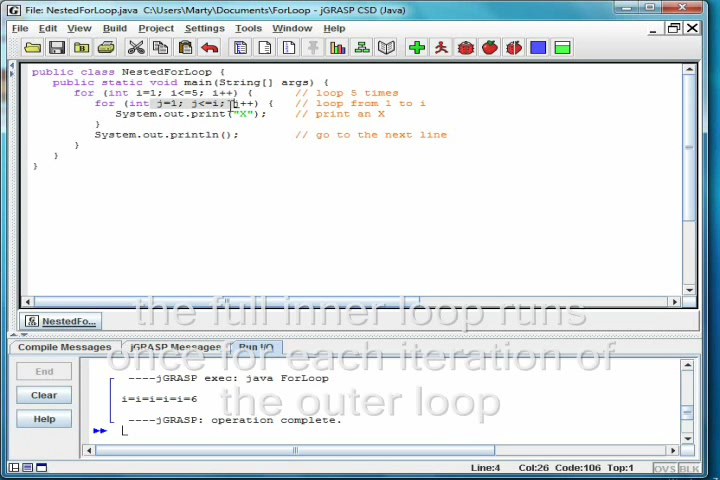 File: NestedForLoop.java C:\Users\Marty\Documents\ForLoop - jGRASP CSD (Java)
File Edit View Build Project Settings Tools Window Help
public class NestedForLoop {
public static void main(String[] args) {
for (int i=1; i<=5; i++) { // loop 5 times
for (int j=1; j<=i; j++) { // loop from 1 to i
System.out.print("X"); // print an X
}
System.out.println(); // go to the next line
}
}
}
the full inner loop runs
once for each iteration of
the outer loop
NestedFo...
Compile Messages jGRASP Messages Run I/O
End
Clear
Help
----jGRASP exec: java ForLoop
i=i=i=i=i=6
----jGRASP: operation complete.
Line:4 Col:26 Code:106 Top:1 OVS BLK